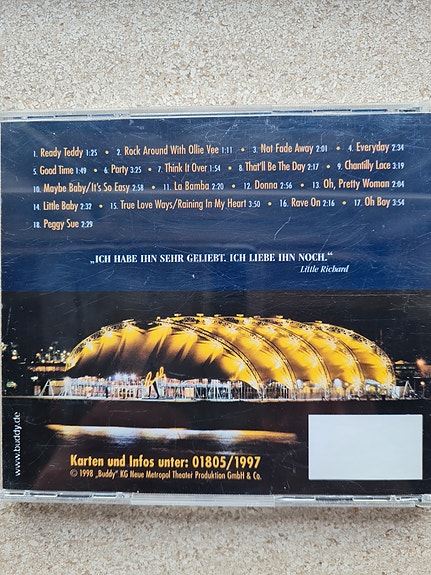 1. Ready Teddy 1:25 • 2. Rock Around With Ollie Vee 1:11 • 3. Not Fade Away 2:01 • 4. Everyday 2:34
5. Good Time 1:49 • 6. Party 3:25 • 7. Think It Over 1:54 • 8. That'll Be The Day 2:17 • 9. Chantilly Lace 3:19
10. Maybe Baby/It's So Easy 2:58 • 11. La Bamba 2:20 • 12. Donna 2:56 • 13. Oh, Pretty Woman 2:04
14. Little Baby 2:32 • 15. True Love Ways/Raining In My Heart 3:50 • 16. Rave On 2:16 • 17. Oh Boy 3:54
18. Peggy Sue 2:29
„ICH HABE IHN SEHR GELIEBT. ICH LIEBE IHN NOCH.“
Little Richard
Buddy
www.buddy.de
Karten und Infos unter: 01805/1997
© 1998 „Buddy“ KG Neue Metropol Theater Produktion GmbH & Co.